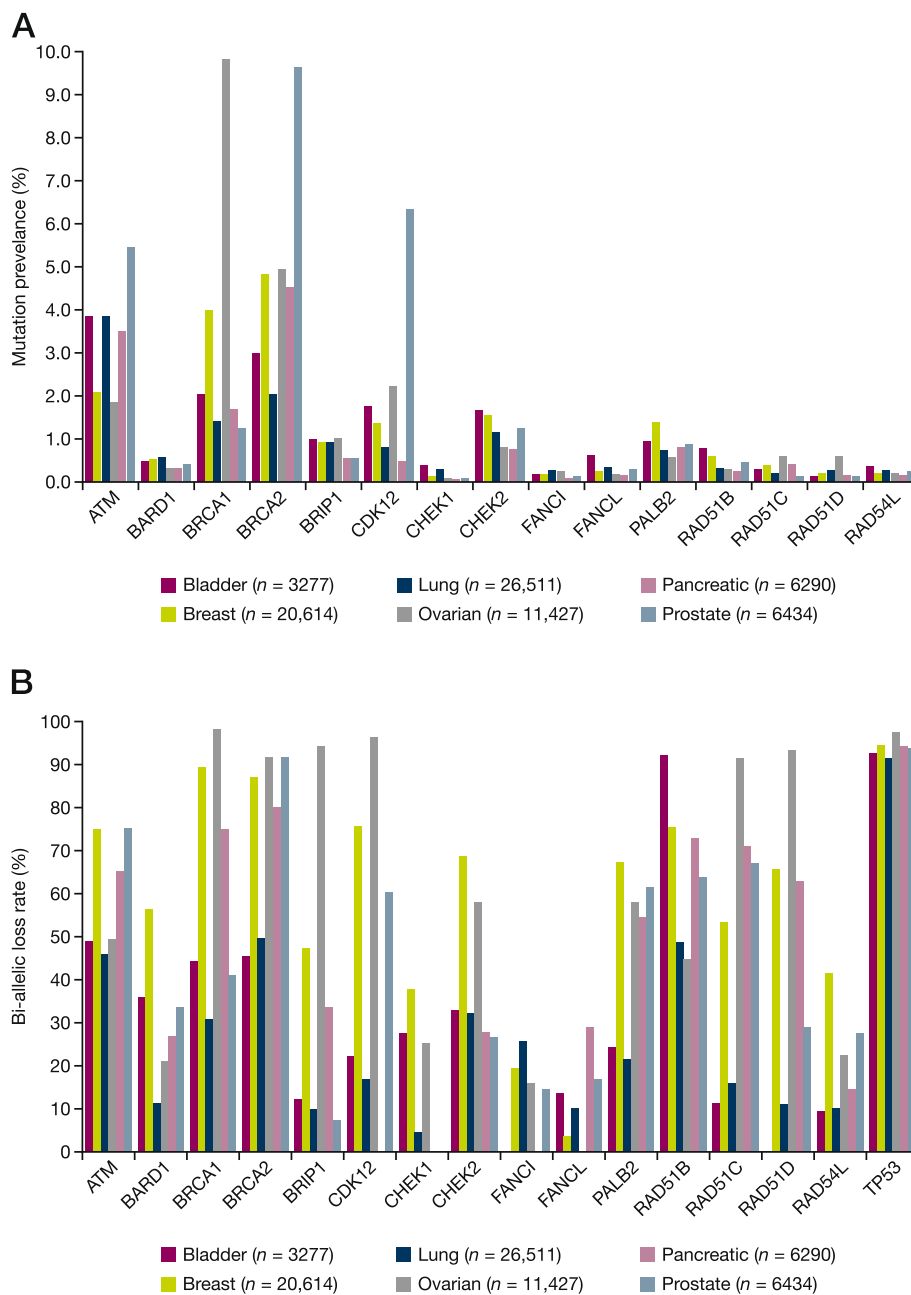 A
Mutation prevelance (%)
10.0
9.0
8.0
7.0
6.0
5.0
4.0
3.0
2.0
1.0
0.0
ATM
BARD1
BRCA1
BRCA2
BRIP1
CDK12
CHEK1
CHEK2
FANCI
FANCL
PALB2
RAD51B
RAD51C
RAD51D
RAD54L
Bladder (n = 3277)
Lung (n = 26,511)
Pancreatic (n = 6290)
Breast (n = 20,614)
Ovarian (n = 11,427)
Prostate (n = 6434)
B
Bi-allelic loss rate (%)
100
90
80
70
60
50
40
30
20
10
0
ATM
BARD1
BRCA1
BRCA2
BRIP1
CDK12
CHEK1
CHEK2
FANCI
FANCL
PALB2
RAD51B
RAD51C
RAD51D
RAD54L
TP53
Bladder (n = 3277)
Lung (n = 26,511)
Pancreatic (n = 6290)
Breast (n = 20,614)
Ovarian (n = 11,427)
Prostate (n = 6434)